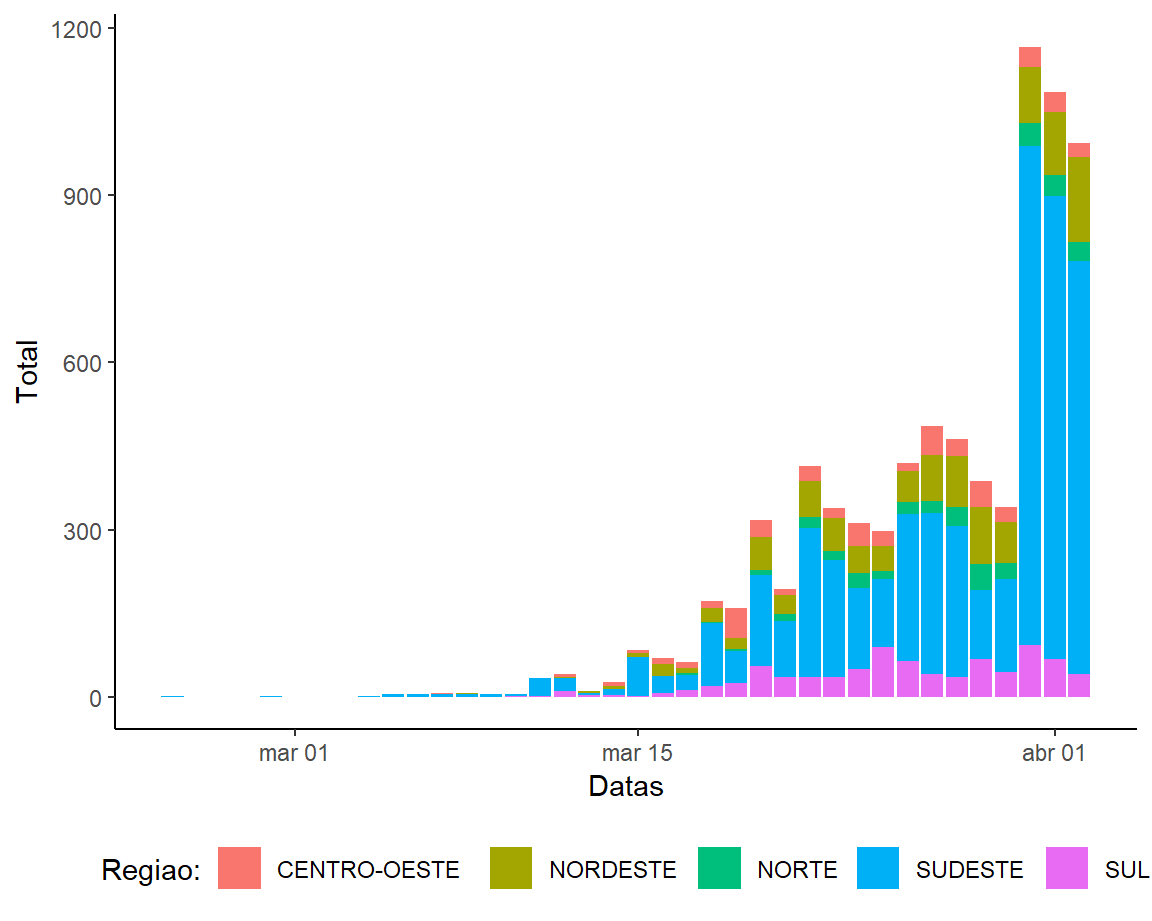 1200
900
600
300
0
Total
mar 01 mar 15 abr 01
Datas
Regiao: CENTRO-OESTE NORDESTE NORTE SUDESTE SUL